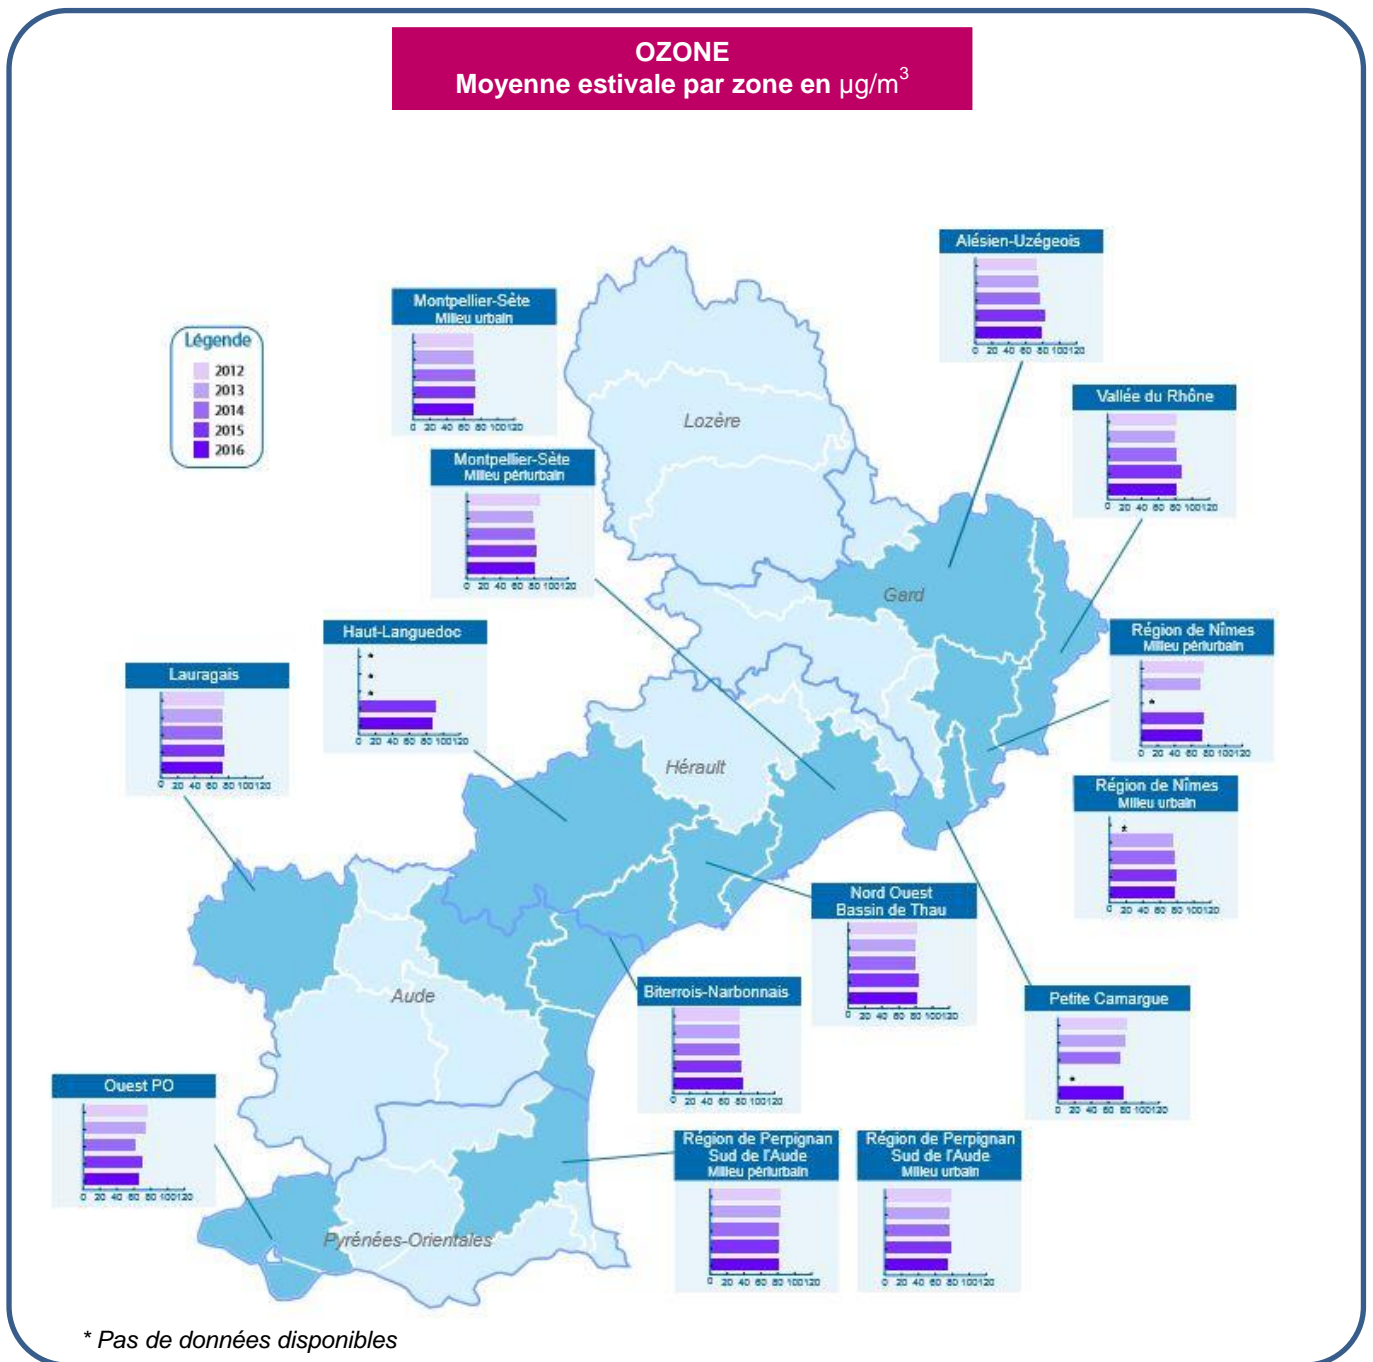 OZONE
Moyenne estivale par zone en µg/m³
Alésien-Uzégeois
0 20 40 60 80 100 120
Montpellier-Sète
Milieu urbain
0 20 40 60 80 100 120
Légende
2012
2013
2014
2015
2016
Vallée du Rhône
0 20 40 60 80 100 120
Lozère
Montpellier-Sète
Milieu périurbain
0 20 40 60 80 100 120
Gard
Haut-Languedoc
*
*
*
0 20 40 60 80 100 120
Région de Nîmes
Milieu périurbain
*
0 20 40 60 80 100 120
Lauragais
0 20 40 60 80 100 120
Hérault
Région de Nîmes
Milieu urbain
*
0 20 40 60 80 100 120
Nord Ouest
Bassin de Thau
0 20 40 60 80 100 120
Aude
Biterrois-Narbonnais
0 20 40 60 80 100 120
Petite Camargue
*
0 20 40 60 80 100 120
Ouest PO
0 20 40 60 80 100 120
Région de Perpignan
Sud de l'Aude
Milieu périurbain
0 20 40 60 80 100 120
Région de Perpignan
Sud de l'Aude
Milieu urbain
0 20 40 60 80 100 120
Pyrénées-Orientales
* Pas de données disponibles